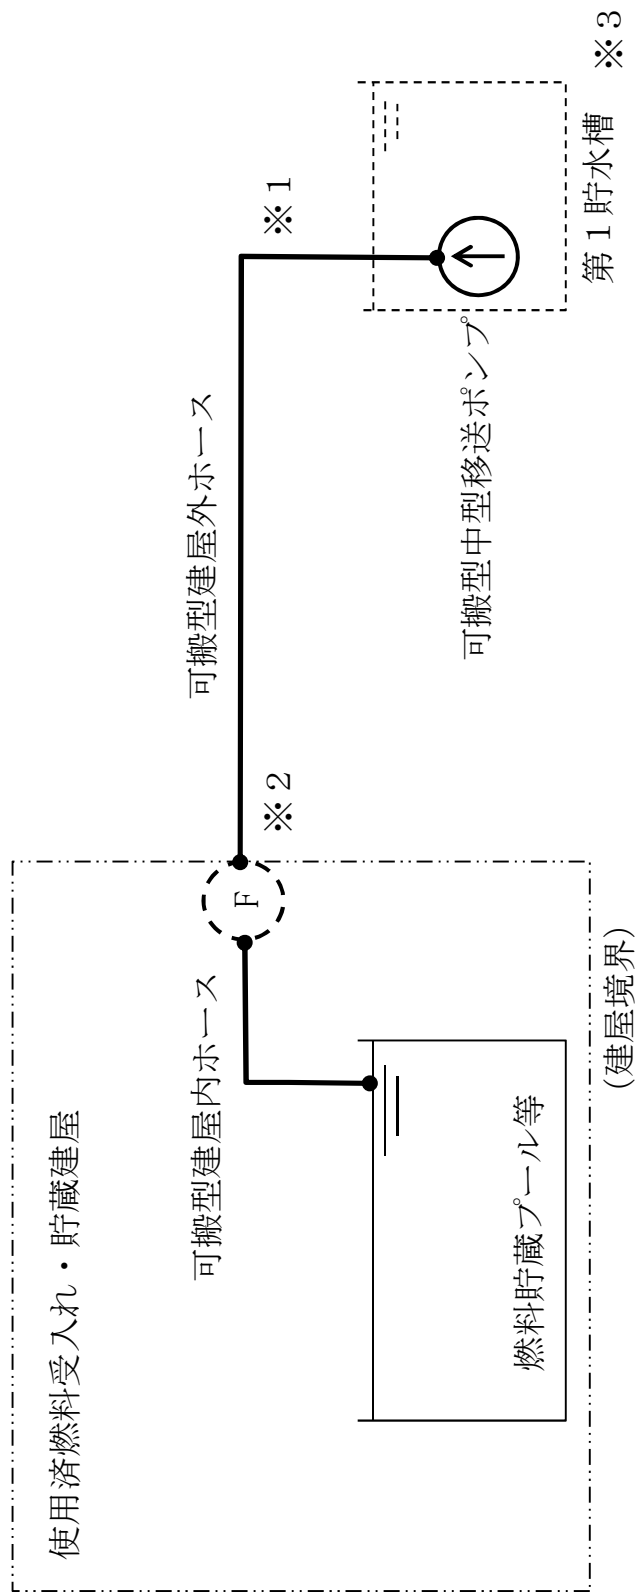 使用済燃料受入れ・貯蔵建屋
可搬型建屋内ホース
F
※2
可搬型建屋外ホース
※1
燃料貯蔵プール等
可搬型中型移送ポンプ
(建屋境界)
第1貯水槽
※3